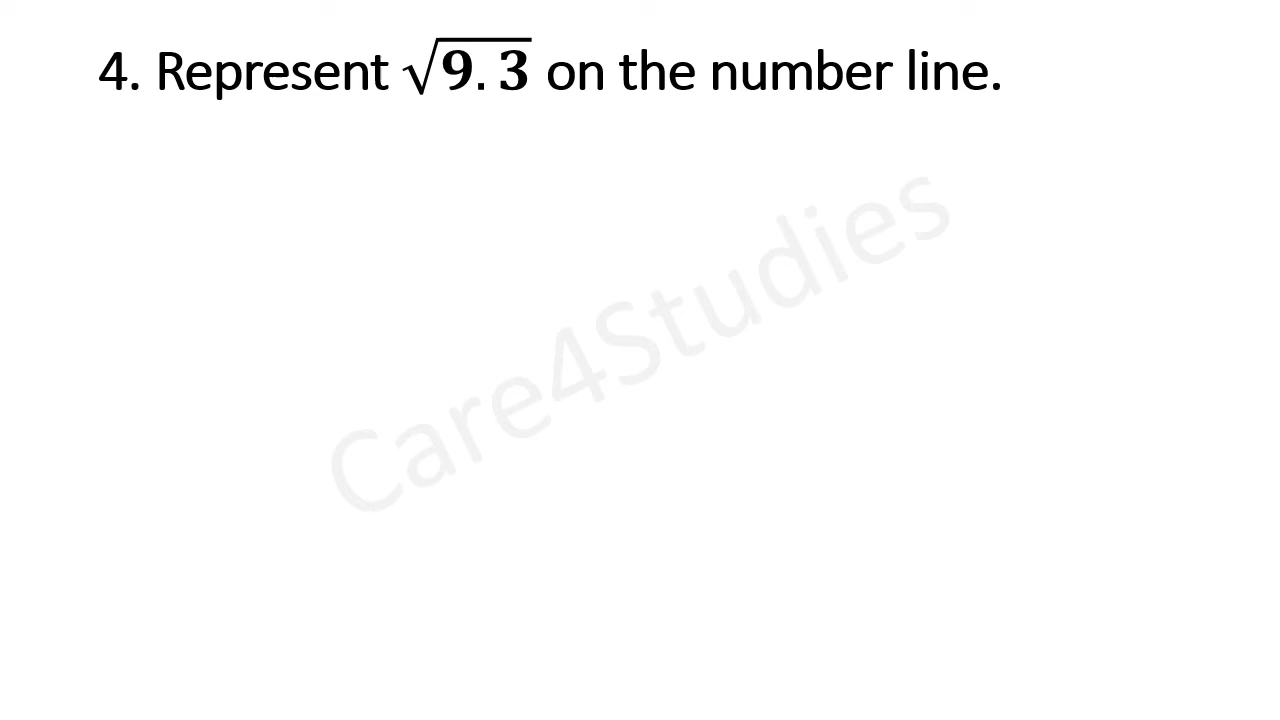 4. Represent √9.3 on the number line.
Care4Studies